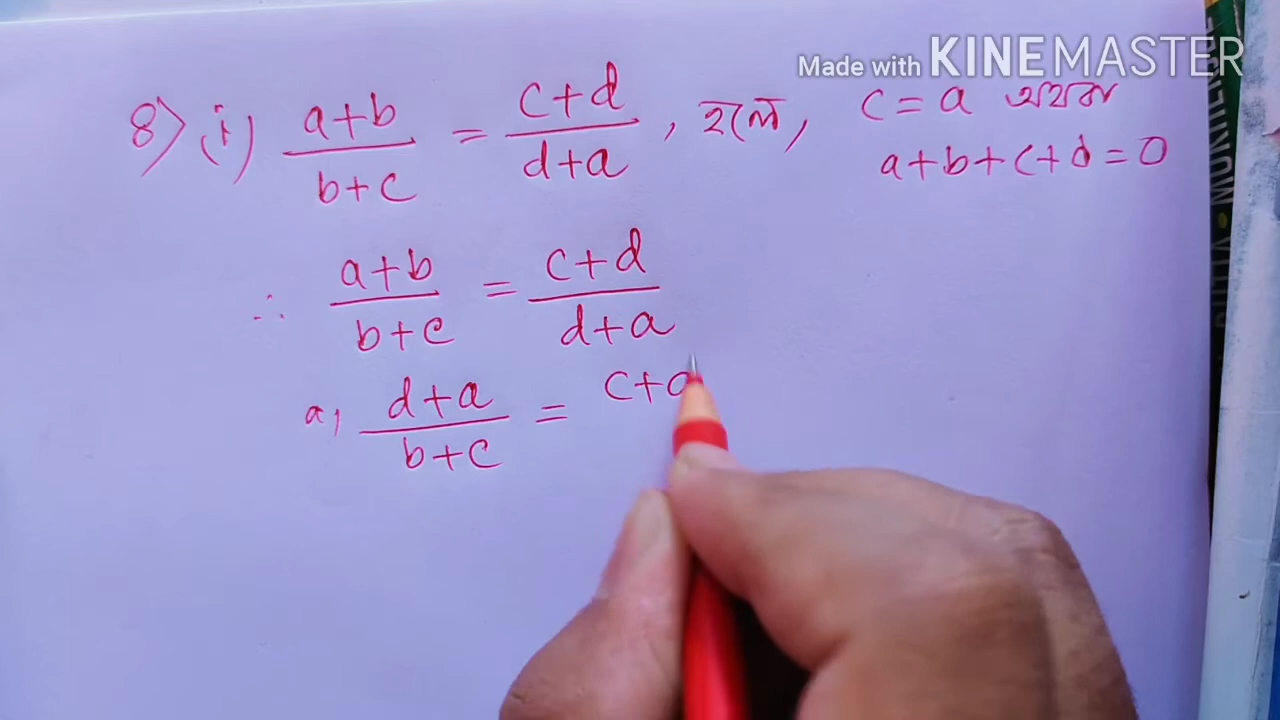 Made with KINEMASTER
8) (i) a+b/b+c = c+d/d+a, হলে, c = a অথবা
a+b+c+d = 0
∴ a+b/b+c = c+d/d+a
a, d+a/b+c = c+